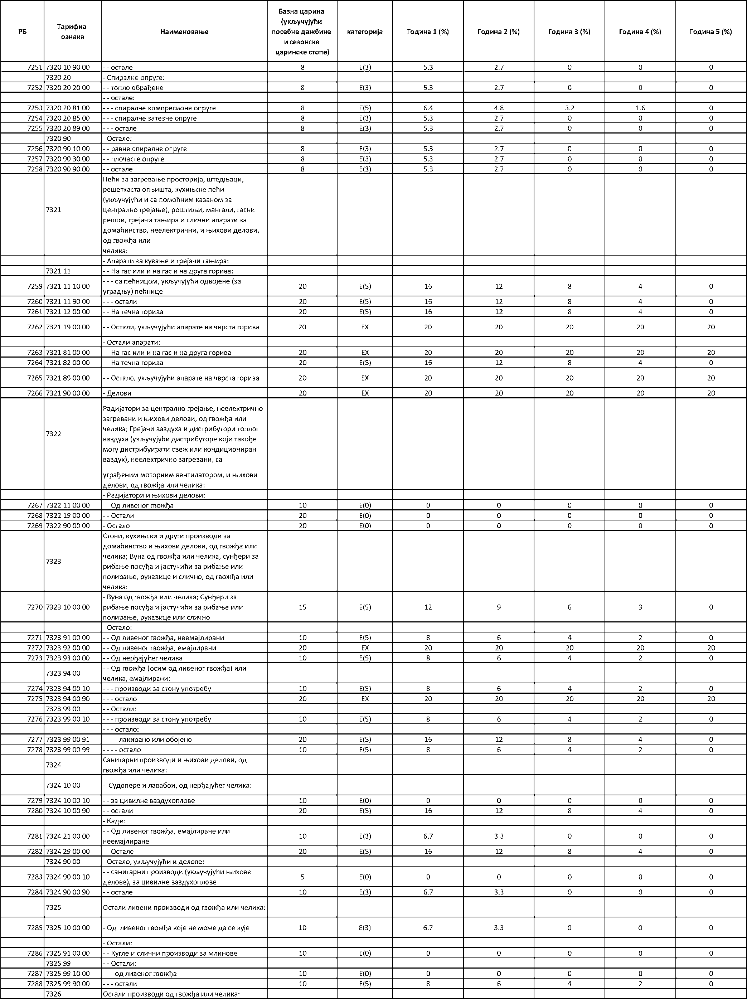 РБ Тарифна ознака Наименовање Базна царина (укључујући посебне дажбине и сезонске царинске стопе) категорија Година 1 (%) Година 2 (%) Година 3 (%) Година 4 (%) Година 5 (%)
7251 7320 10 90 00 - - остале 8 E(3) 5.3 2.7 0 0 0
7320 20 - Спиралне опруге:
7252 7320 20 20 00 - - топло обрађене 8 E(3) 5.3 2.7 0 0 0
- - остале:
7253 7320 20 81 00 - - - спиралне компресионе опруге 8 E(5) 6.4 4.8 3.2 1.6 0
7254 7320 20 85 00 - - - спиралне затезне опруге 8 E(3) 5.3 2.7 0 0 0
7255 7320 20 89 00 - - - остале 8 E(3) 5.3 2.7 0 0 0
7320 90 - Остале:
7256 7320 90 10 00 - - равне спиралне опруге 8 E(3) 5.3 2.7 0 0 0
7257 7320 90 30 00 - - плочасте опруге 8 E(3) 5.3 2.7 0 0 0
7258 7320 90 90 00 - - остале 8 E(3) 5.3 2.7 0 0 0
7321 Пећи за загревање просторија, штедњаци,
решеткаста огњишта, кухињске пећи
(укључујући и са помоћним казаном за
централно грејање), роштиљи, мангали, гасни
решои, грејачи тањира и слични апарати за
домаћинство, неелектрични, и њихови делови,
од гвожђа или
челика:
- Апарати за кување и грејачи тањира:
7321 11 - - На гас или и на гас и на друга горива:
7259 7321 11 10 00 - - - са пећницом, укључујући одвојене (за
уградњу) пећнице 20 E(5) 16 12 8 4 0
7260 7321 11 90 00 - - - остали 20 E(5) 16 12 8 4 0
7261 7321 12 00 00 - - На течна горива 20 E(5) 16 12 8 4 0
7262 7321 19 00 00 - - Остали, укључујући апарате на чврста горива 20 EX 20 20 20 20 20
- Остали апарати:
7263 7321 81 00 00 - - На гас или и на гас и на друга горива 20 EX 20 20 20 20 20
7264 7321 82 00 00 - - На течна горива 20 E(5) 16 12 8 4 0
7265 7321 89 00 00 - - Остало, укључујући апарате на чврста горива 20 EX 20 20 20 20 20
7266 7321 90 00 00 - Делови 20 EX 20 20 20 20 20
7322 Радијатори за централно грејање, неелектрично
загревани и њихови делови, од гвожђа или
челика; Грејачи ваздуха и дистрибутори топлог
ваздуха (укључујући дистрибуторе који такође
могу дистрибуирати свеж или кондициониран
ваздух), неелектрично загревани, са
уграђеним моторним вентилатором, и њихови
делови, од гвожђа или челика:
- Радијатори и њихови делови:
7267 7322 11 00 00 - - Од ливеног гвожђа 10 E(0) 0 0 0 0 0
7268 7322 19 00 00 - - Остали 20 E(0) 0 0 0 0 0
7269 7322 90 00 00 - Остало 20 E(0) 0 0 0 0 0
7323 Стони, кухињски и други производи за
домаћинство и њихови делови, од гвожђа или
челика; Вуна од гвожђа или челика, сунђери за
рибање посуђа и јастучићи за рибање или
полирање, рукавице и слично, од гвожђа или
челика:
7270 7323 10 00 00 - Вуна од гвожђа или челика; Сунђери за
рибање посуђа и јастучићи за рибање или
полирање, рукавице или слично 15 E(5) 12 9 6 3 0
- Остало:
7271 7323 91 00 00 - - Од ливеног гвожђа, неемајлирани 10 E(5) 8 6 4 2 0
7272 7323 92 00 00 - - Од ливеног гвожђа, емајлирани 20 EX 20 20 20 20 20
7273 7323 93 00 00 - - Од нерђајућег челика 10 E(5) 8 6 4 2 0
7323 94 00 - - Од гвожђа (осим од ливеног гвожђа) или
челика, емајлирани:
7274 7323 94 00 10 - - - производи за стону употребу 10 E(5) 8 6 4 2 0
7275 7323 94 00 90 - - - остало 20 EX 20 20 20 20 20
7323 99 00 - - Остали:
7276 7323 99 00 10 - - - производи за стону употребу 10 E(5) 8 6 4 2 0
- - - остало:
7277 7323 99 00 91 - - - - лакирано или обојено 20 E(5) 16 12 8 4 0
7278 7323 99 00 99 - - - - остало 10 E(5) 8 6 4 2 0
7324 Санитарни производи и њихови делови, од
гвожђа или челика:
7324 10 00 - Судопере и лавабои, од нерђајућег челика:
7279 7324 10 00 10 - - за цивилне ваздухоплове 10 E(0) 0 0 0 0 0
7280 7324 10 00 90 - - остали 20 E(5) 16 12 8 4 0
- Каде:
7281 7324 21 00 00 - - Од ливеног гвожђа, емајлиране или
неемајлиране 10 E(3) 6.7 3.3 0 0 0
7282 7324 29 00 00 - - Остале 20 E(5) 16 12 8 4 0
7324 90 00 - Остало, укључујући и делове:
7283 7324 90 00 10 - - санитарни производи (укључујући њихове
делове), за цивилне ваздухоплове 5 E(0) 0 0 0 0 0
7284 7324 90 00 90 - - остале 10 E(3) 6.7 3.3 0 0 0
7325 Остали ливени производи од гвожђа или челика:
7285 7325 10 00 00 - Од ливеног гвожђа које не може да се кује 10 E(3) 6.7 3.3 0 0 0
- Остали:
7286 7325 91 00 00 - - Кугле и слични производи за млинове 10 E(0) 0 0 0 0 0
7325 99 - - Остали:
7287 7325 99 10 00 - - - од ливеног гвожђа 10 E(0) 0 0 0 0 0
7288 7325 99 90 00 - - - остали 10 E(5) 8 6 4 2 0
7326 Остали производи од гвожђа или челика: